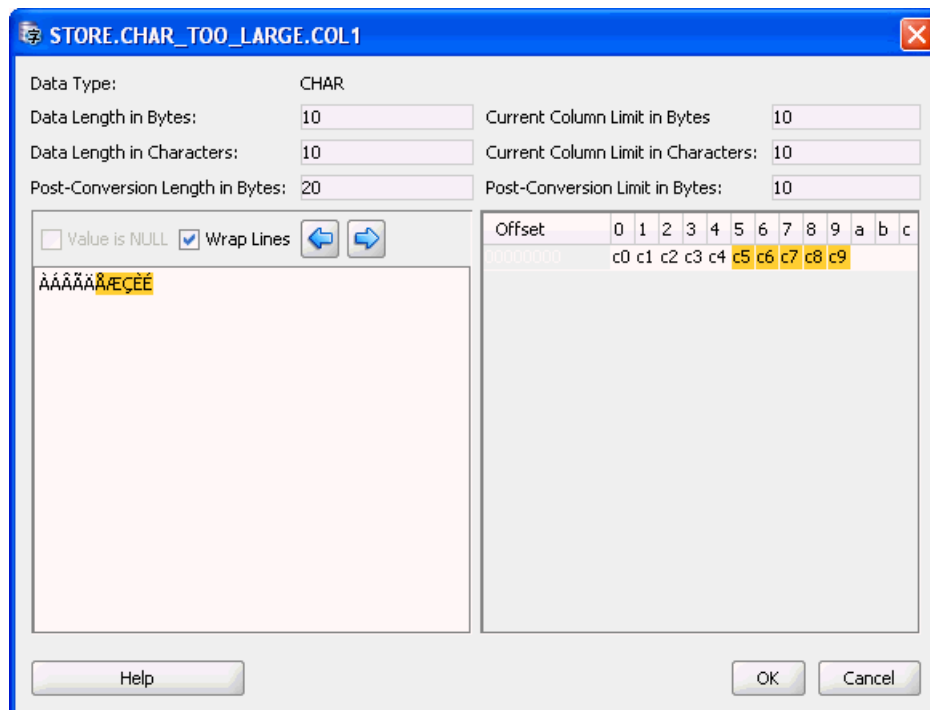 STORE.CHAR_TOO_LARGE.COL1
Data Type: CHAR
Data Length in Bytes: 10 Current Column Limit in Bytes 10
Data Length in Characters: 10 Current Column Limit in Characters: 10
Post-Conversion Length in Bytes: 20 Post-Conversion Limit in Bytes: 10
Value is NULL Wrap Lines
ÀÁÂÃÄÅÆÇÈÉ
Offset 0 1 2 3 4 5 6 7 8 9 a b c
00000000 c0 c1 c2 c3 c4 c5 c6 c7 c8 c9
Help OK Cancel